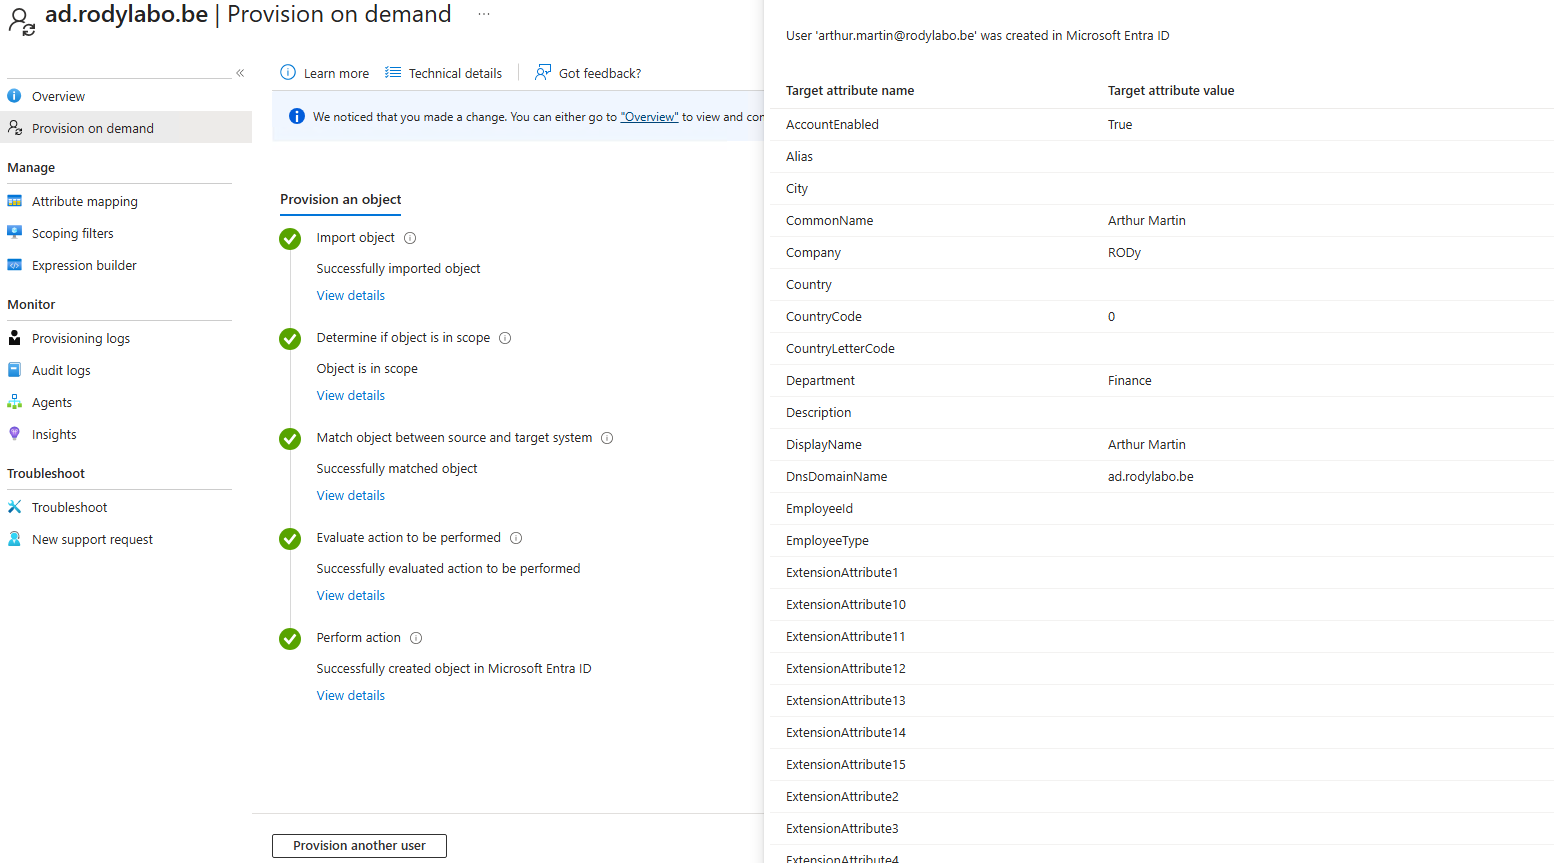 ad.rodylabo.be | Provision on demand ...
«
Overview
Provision on demand
Manage
Attribute mapping
Scoping filters
Expression builder
Monitor
Provisioning logs
Audit logs
Agents
Insights
Troubleshoot
Troubleshoot
New support request
Learn more
Technical details
Got feedback?
We noticed that you made a change. You can either go to "Overview" to view and cor
Provision an object
Import object
Successfully imported object
View details
Determine if object is in scope
Object is in scope
View details
Match object between source and target system
Successfully matched object
View details
Evaluate action to be performed
Successfully evaluated action to be performed
View details
Perform action
Successfully created object in Microsoft Entra ID
View details
Provision another user
User 'arthur.martin@rodylabo.be' was created in Microsoft Entra ID
Target attribute name Target attribute value
AccountEnabled True
Alias
City
CommonName Arthur Martin
Company RODy
Country
CountryCode 0
CountryLetterCode
Department Finance
Description
DisplayName Arthur Martin
DnsDomainName ad.rodylabo.be
EmployeeId
EmployeeType
ExtensionAttribute1
ExtensionAttribute10
ExtensionAttribute11
ExtensionAttribute12
ExtensionAttribute13
ExtensionAttribute14
ExtensionAttribute15
ExtensionAttribute2
ExtensionAttribute3
ExtensionAttribute4